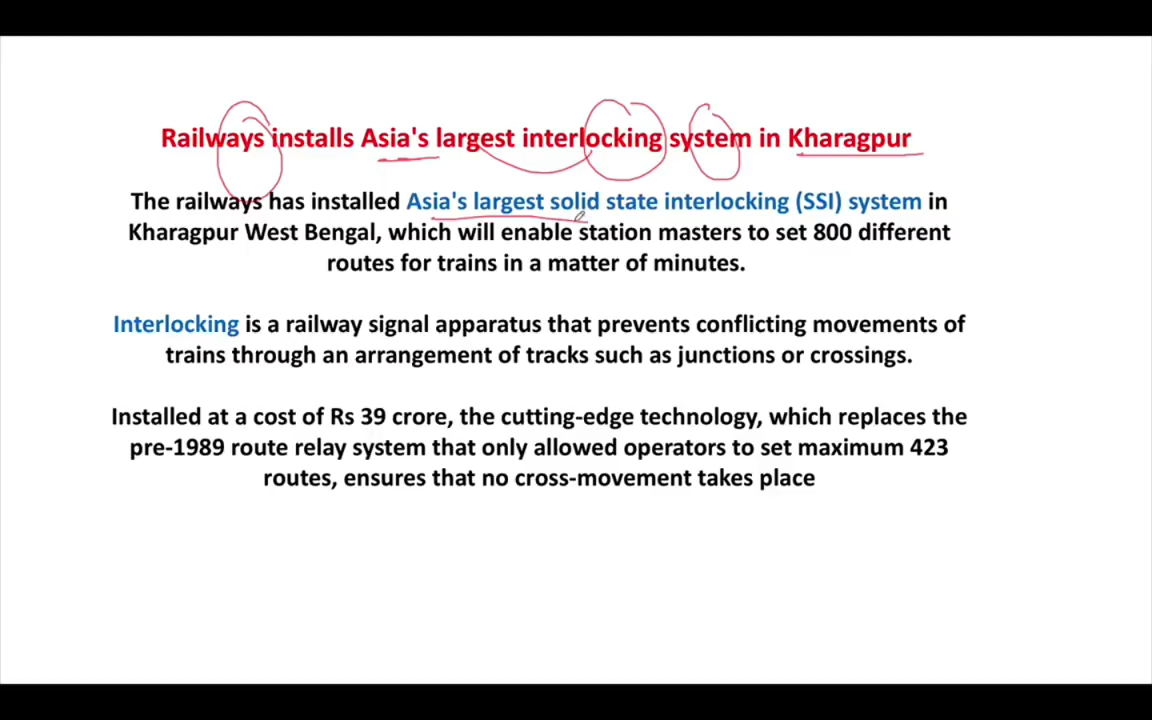 Railways installs Asia's largest interlocking system in Kharagpur
The railways has installed Asia's largest solid state interlocking (SSI) system in
Kharagpur West Bengal, which will enable station masters to set 800 different
routes for trains in a matter of minutes.
Interlocking is a railway signal apparatus that prevents conflicting movements of
trains through an arrangement of tracks such as junctions or crossings.
Installed at a cost of Rs 39 crore, the cutting-edge technology, which replaces the
pre-1989 route relay system that only allowed operators to set maximum 423
routes, ensures that no cross-movement takes place